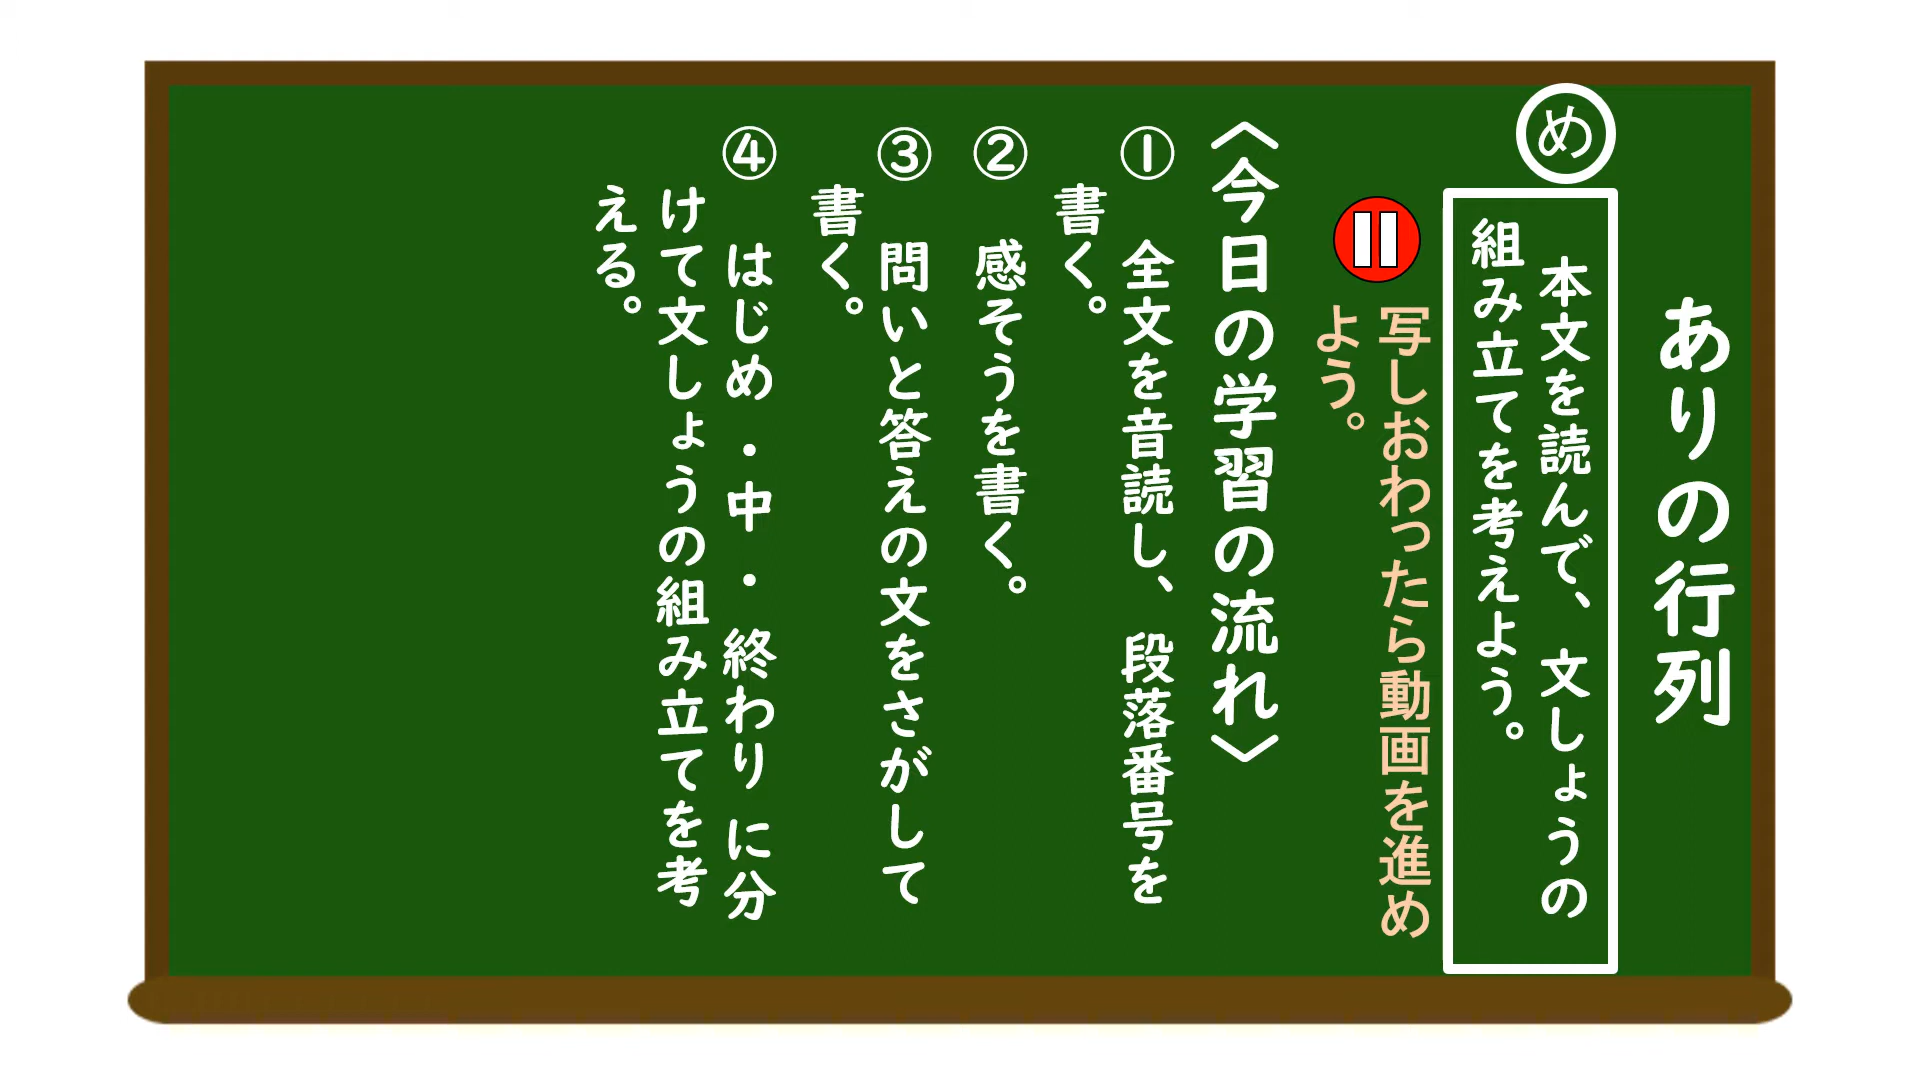 ありの行列
め
本文を読んで、文しょうの
組み立てを考えよう。
写しおわったら動画を進め
よう。
〈今日の学習の流れ〉
① 全文を音読し、段落番号を
書く。
② 感そうを書く。
③ 問いと答えの文をさがして
書く。
④ はじめ・中・終わりに分
けて文しょうの組み立てを考
える。